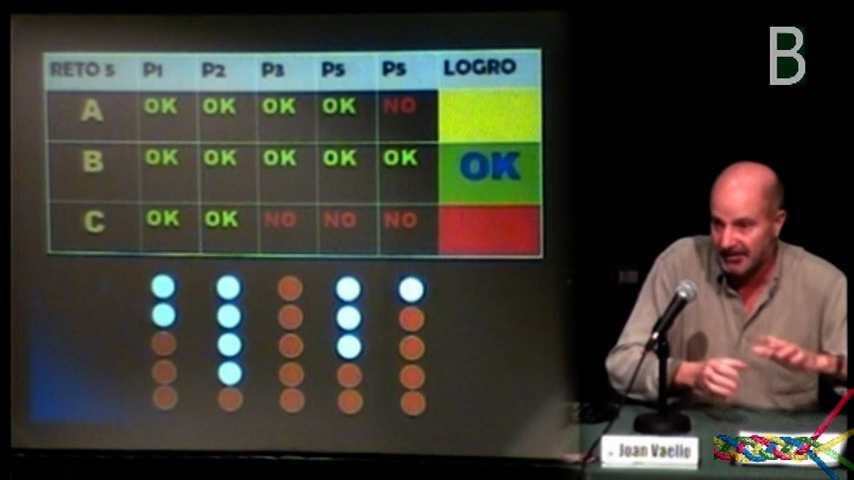 B
RETO 5 P1 P2 P3 P5 P5 LOGRO
A OK OK OK OK NO
B OK OK OK OK OK OK
C OK OK NO NO NO
Joan Vaello